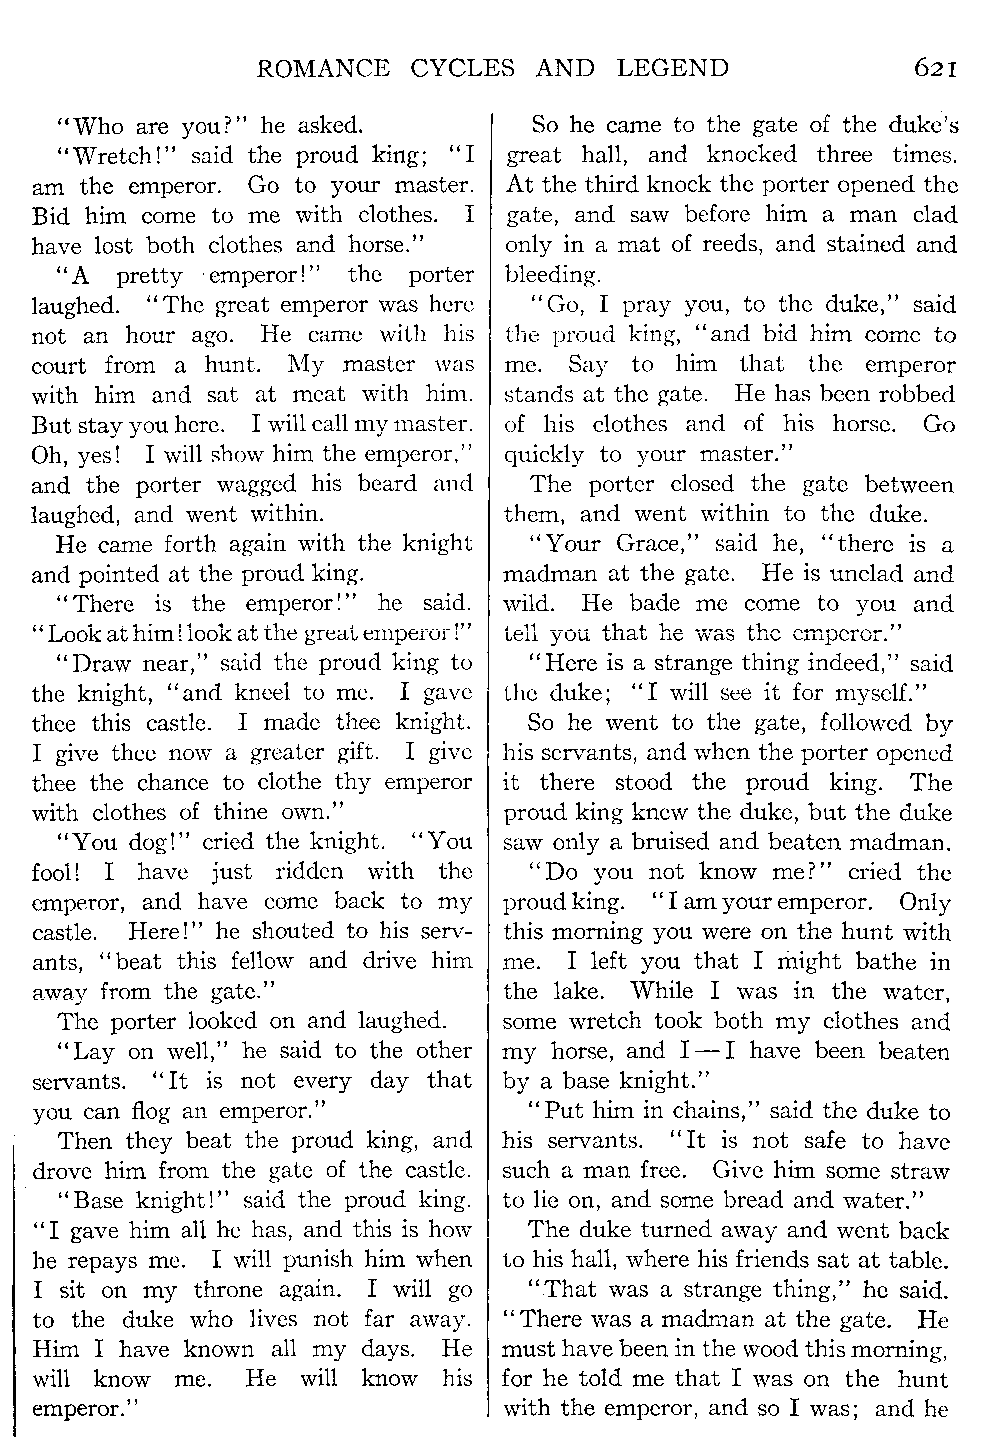 ROMANCE CYCLES AND LEGEND 621
"Who are you?" he asked.
"Wretch!" said the proud king; "I
am the emperor. Go to your master.
Bid him come to me with clothes. I
have lost both clothes and horse."
"A pretty emperor!" the porter
laughed. "The great emperor was here
not an hour ago. He came with his
court from a hunt. My master was
with him and sat at meat with him.
But stay you here. I will call my master.
Oh, yes! I will show him the emperor,"
and the porter wagged his beard and
laughed, and went within.
He came forth again with the knight
and pointed at the proud king.
"There is the emperor!" he said.
"Look at him! look at the great emperor!"
"Draw near," said the proud king to
the knight, "and kneel to me. I gave
thee this castle. I made thee knight.
I give thee now a greater gift. I give
thee the chance to clothe thy emperor
with clothes of thine own."
"You dog!" cried the knight. "You
fool! I have just ridden with the
emperor, and have come back to my
castle. Here!" he shouted to his serv-
ants, "beat this fellow and drive him
away from the gate."
The porter looked on and laughed.
"Lay on well," he said to the other
servants. "It is not every day that
you can flog an emperor."
Then they beat the proud king, and
drove him from the gate of the castle.
"Base knight!" said the proud king.
"I gave him all he has, and this is how
he repays me. I will punish him when
I sit on my throne again. I will go
to the duke who lives not far away.
Him I have known all my days. He
will know me. He will know his
emperor."
So he came to the gate of the duke's
great hall, and knocked three times.
At the third knock the porter opened the
gate, and saw before him a man clad
only in a mat of reeds, and stained and
bleeding.
"Go, I pray you, to the duke," said
the proud king, "and bid him come to
me. Say to him that the emperor
stands at the gate. He has been robbed
of his clothes and of his horse. Go
quickly to your master."
The porter closed the gate between
them, and went within to the duke.
"Your Grace," said he, "there is a
madman at the gate. He is unclad and
wild. He bade me come to you and
tell you that he was the emperor."
"Here is a strange thing indeed," said
the duke; "I will see it for myself."
So he went to the gate, followed by
his servants, and when the porter opened
it there stood the proud king. The
proud king knew the duke, but the duke
saw only a bruised and beaten madman.
"Do you not know me?" cried the
proud king. "I am your emperor. Only
this morning you were on the hunt with
me. I left you that I might bathe in
the lake. While I was in the water,
some wretch took both my clothes and
my horse, and I—I have been beaten
by a base knight."
"Put him in chains," said the duke to
his servants. "It is not safe to have
such a man free. Give him some straw
to lie on, and some bread and water."
The duke turned away and went back
to his hall, where his friends sat at table.
"That was a strange thing," he said.
"There was a madman at the gate. He
must have been in the wood this morning,
for he told me that I was on the hunt
with the emperor, and so I was; and he